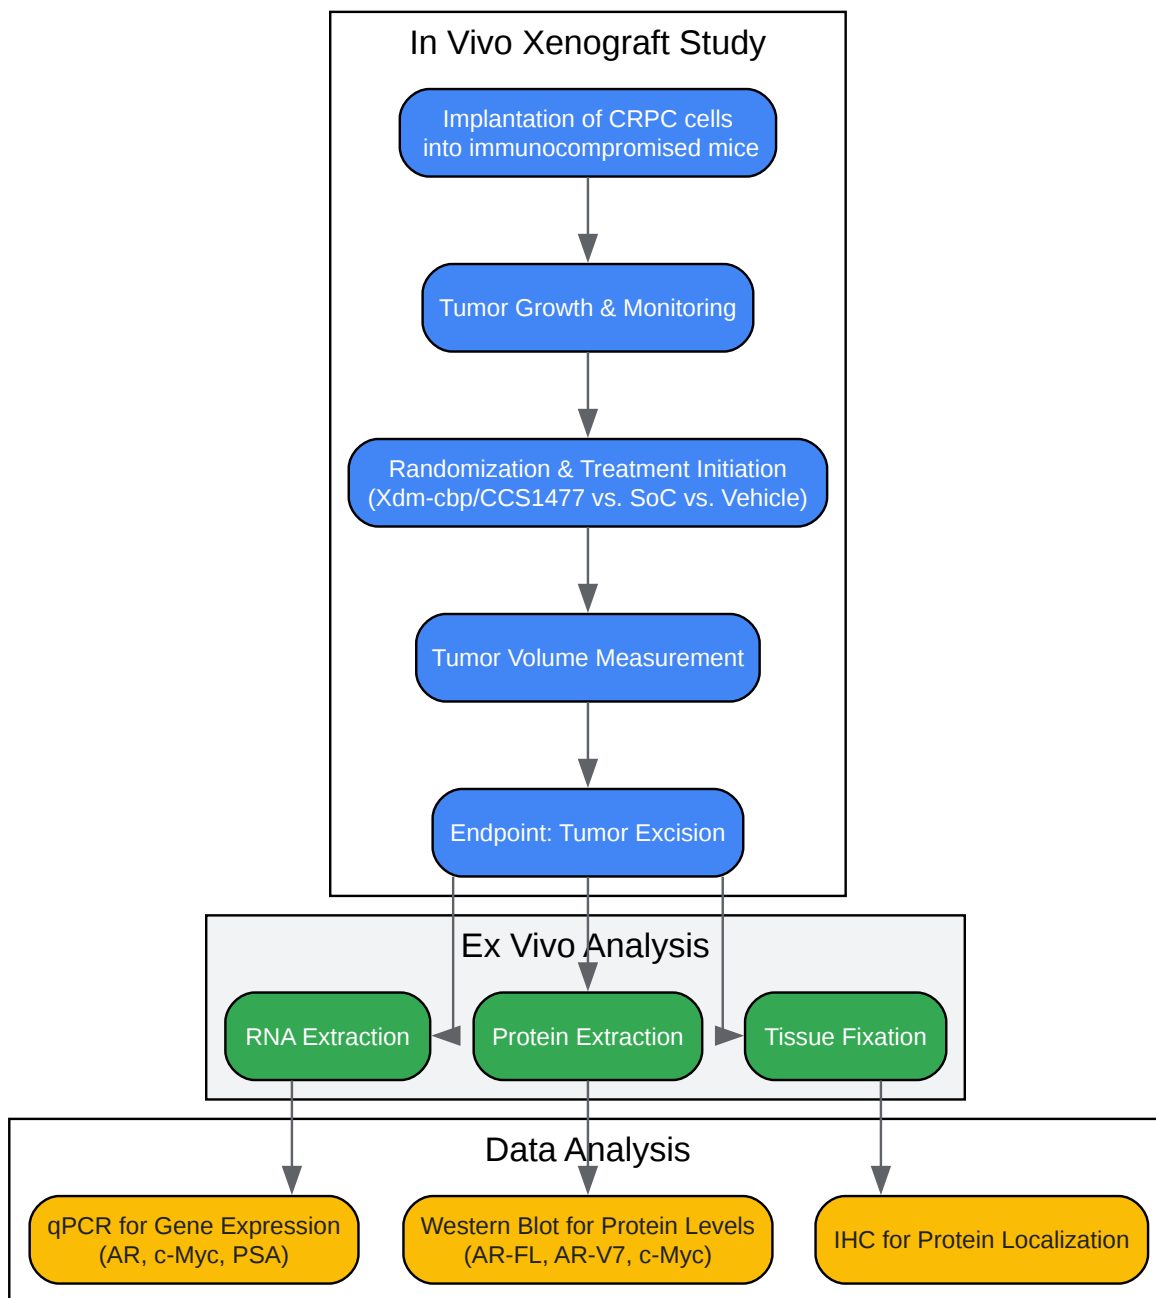 In Vivo Xenograft Study
Implantation of CRPC cells
into immunocompromised mice
Tumor Growth & Monitoring
Randomization & Treatment Initiation
(Xdm-cbp/CCS1477 vs. SoC vs. Vehicle)
Tumor Volume Measurement
Endpoint: Tumor Excision
Ex Vivo Analysis
RNA Extraction
Protein Extraction
Tissue Fixation
Data Analysis
qPCR for Gene Expression
(AR, c-Myc, PSA)
Western Blot for Protein Levels
(AR-FL, AR-V7, c-Myc)
IHC for Protein Localization